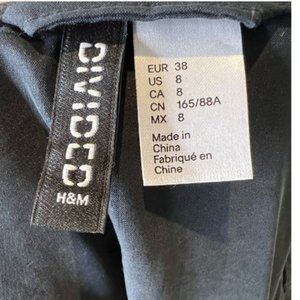 DIVIDED
H&M
EUR 38
US 8
CA 8
CN 165/88A
MX 8
Made in
China
Fabriqué en
Chine